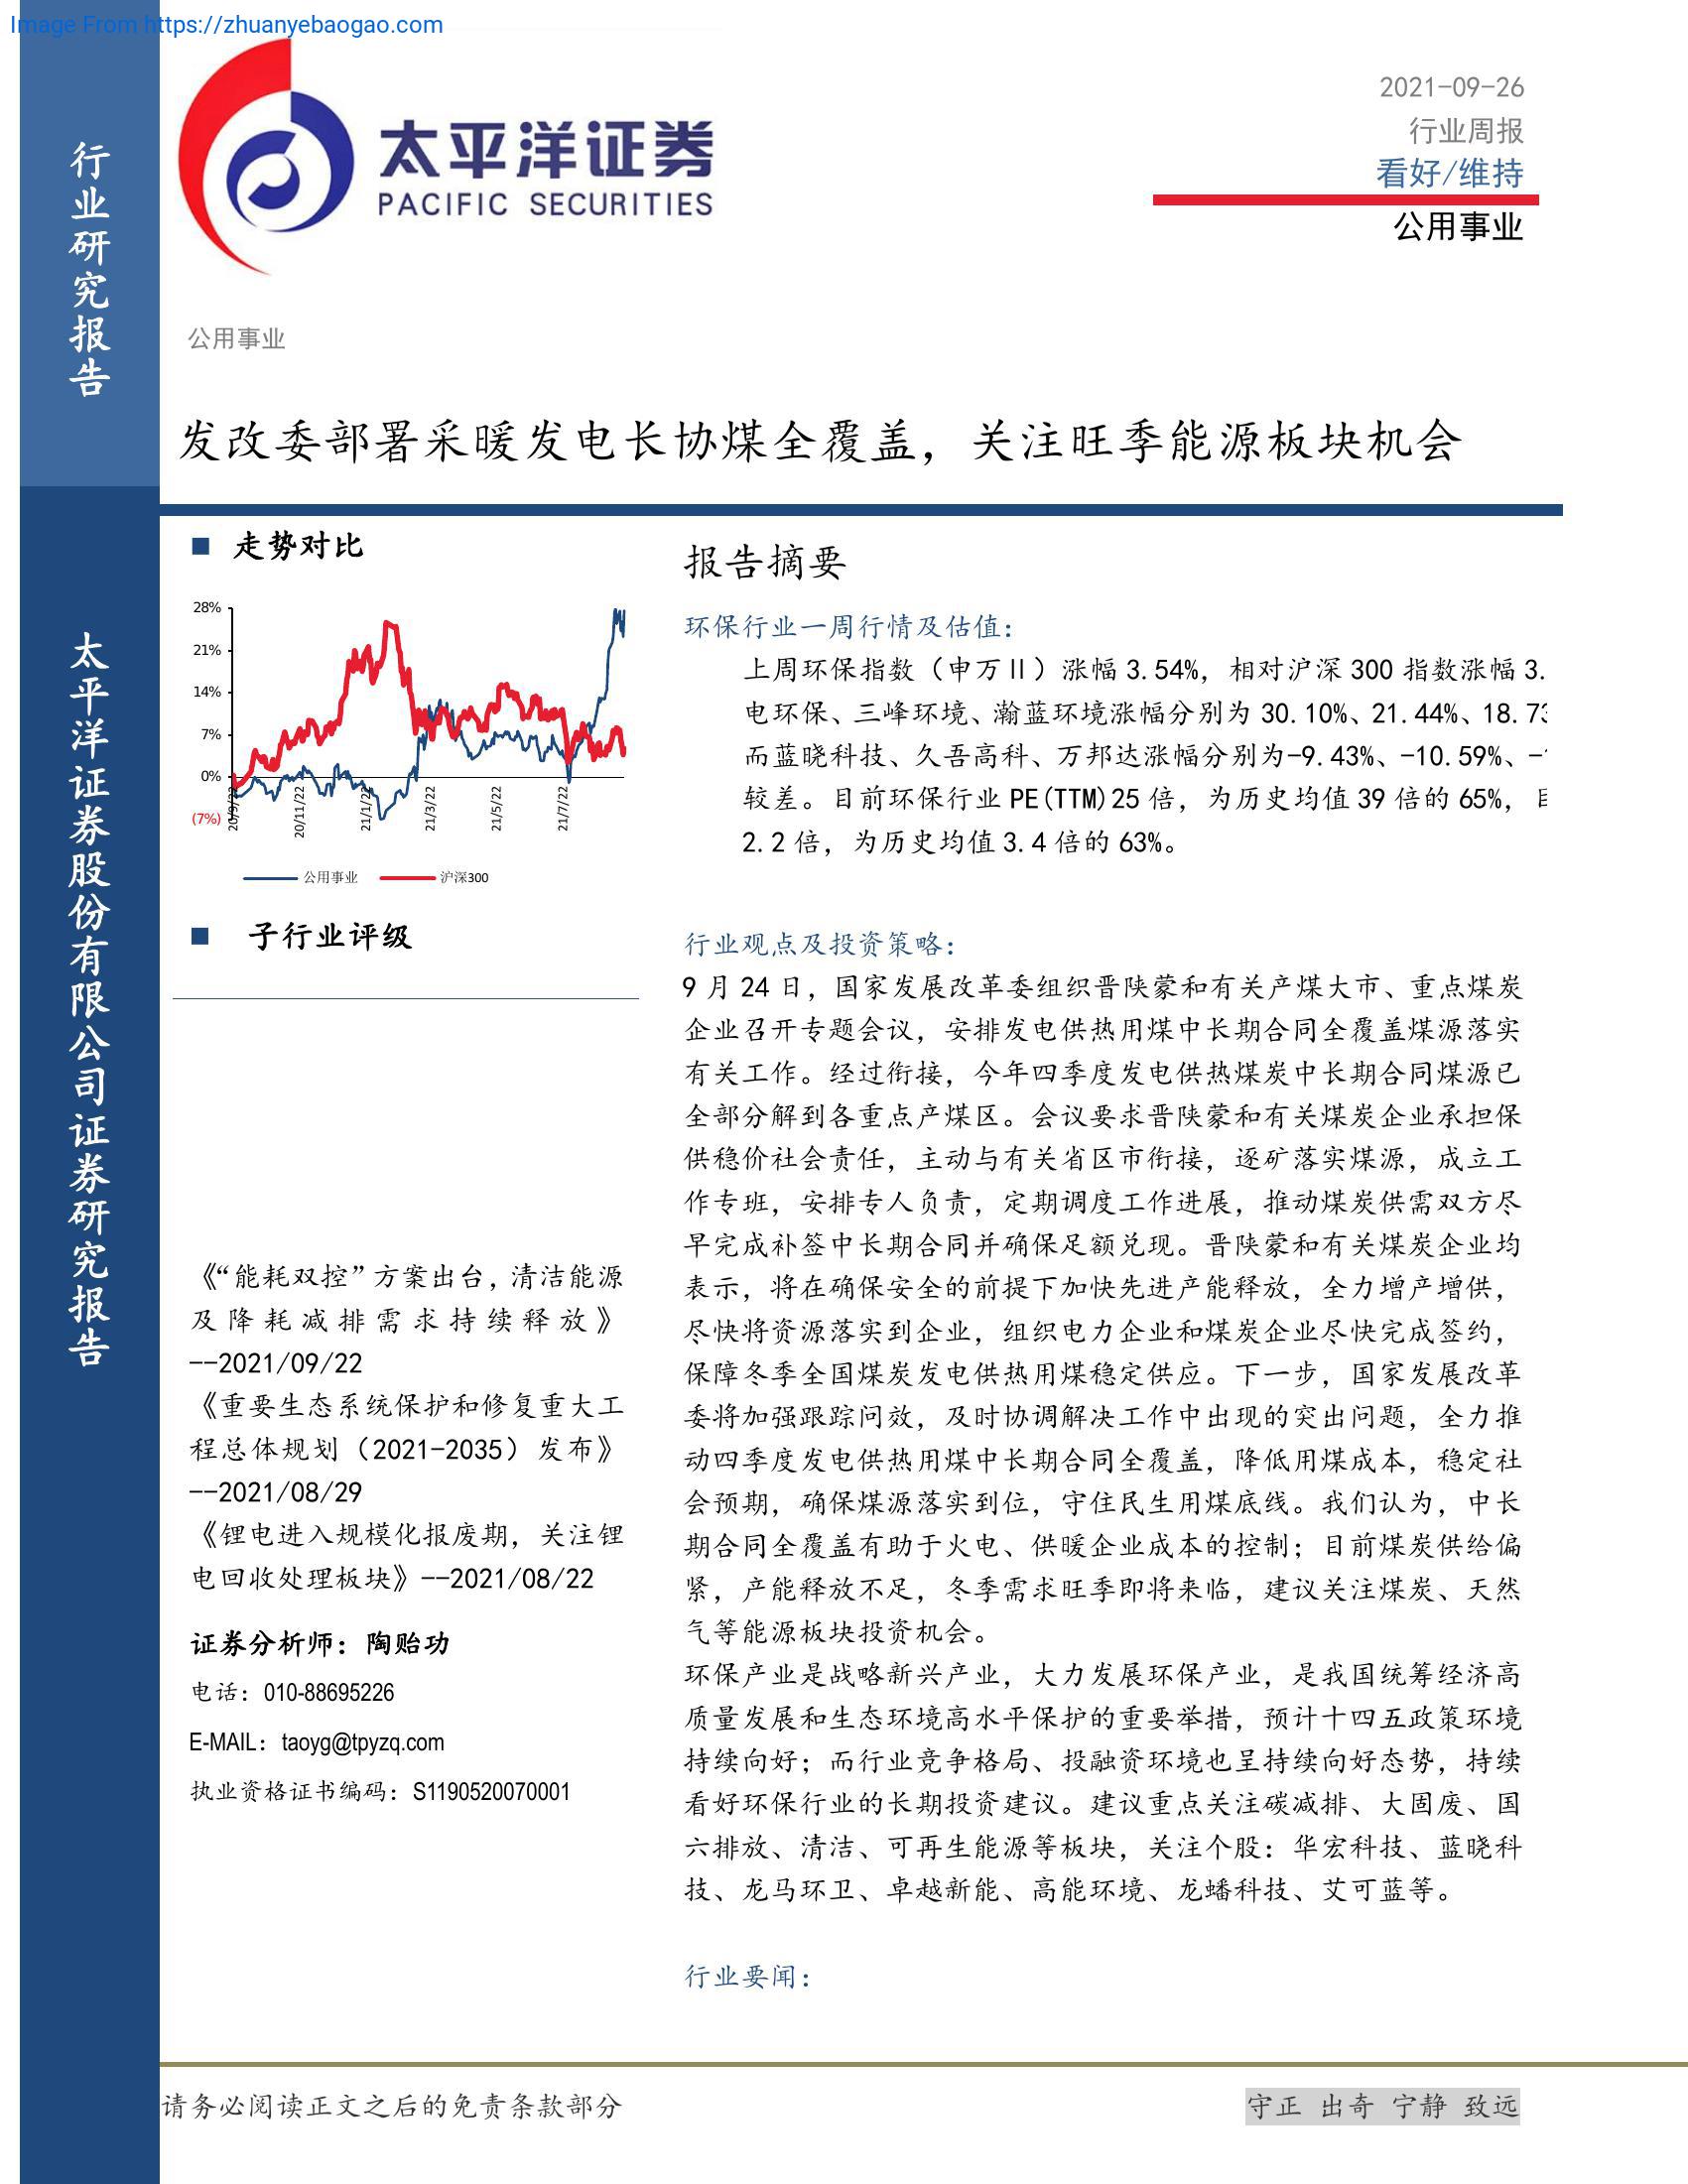 Image From https://zhuanyebaogao.com
行业研究报告
太平洋证券股份有限公司证券研究报告
太平洋证券
PACIFIC SECURITIES
2021-09-26
行业周报
看好/维持
公用事业
公用事业
发改委部署采暖发电长协煤全覆盖，关注旺季能源板块机会
■ 走势对比
28%
21%
14%
7%
0%
(7%)
20/9/22
20/11/22
21/1/22
21/3/22
21/5/22
21/7/22
公用事业 沪深300
■ 子行业评级
《“能耗双控”方案出台，清洁能源
及降耗减排需求持续释放》
--2021/09/22
《重要生态系统保护和修复重大工
程总体规划（2021-2035）发布》
--2021/08/29
《锂电进入规模化报废期，关注锂
电回收处理板块》--2021/08/22
证券分析师：陶贻功
电话：010-88695226
E-MAIL：taoyg@tpyzq.com
执业资格证书编码：S1190520070001
报告摘要
环保行业一周行情及估值：
上周环保指数（申万Ⅱ）涨幅 3.54%，相对沪深 300 指数涨幅 3.
电环保、三峰环境、瀚蓝环境涨幅分别为 30.10%、21.44%、18.73
而蓝晓科技、久吾高科、万邦达涨幅分别为-9.43%、-10.59%、-
较差。目前环保行业 PE(TTM)25 倍，为历史均值 39 倍的 65%，
2.2 倍，为历史均值 3.4 倍的 63%。
行业观点及投资策略：
9 月 24 日，国家发展改革委组织晋陕蒙和有关产煤大市、重点煤炭
企业召开专题会议，安排发电供热用煤中长期合同全覆盖煤源落实
有关工作。经过衔接，今年四季度发电供热煤炭中长期合同煤源已
全部分解到各重点产煤区。会议要求晋陕蒙和有关煤炭企业承担保
供稳价社会责任，主动与有关省区市衔接，逐矿落实煤源，成立工
作专班，安排专人负责，定期调度工作进展，推动煤炭供需双方尽
早完成补签中长期合同并确保足额兑现。晋陕蒙和有关煤炭企业均
表示，将在确保安全的前提下加快先进产能释放，全力增产增供，
尽快将资源落实到企业，组织电力企业和煤炭企业尽快完成签约，
保障冬季全国煤炭发电供热用煤稳定供应。下一步，国家发展改革
委将加强跟踪问效，及时协调解决工作中出现的突出问题，全力推
动四季度发电供热用煤中长期合同全覆盖，降低用煤成本，稳定社
会预期，确保煤源落实到位，守住民生用煤底线。我们认为，中长
期合同全覆盖有助于火电、供暖企业成本的控制；目前煤炭供给偏
紧，产能释放不足，冬季需求旺季即将来临，建议关注煤炭、天然
气等能源板块投资机会。
环保产业是战略新兴产业，大力发展环保产业，是我国统筹经济高
质量发展和生态环境高水平保护的重要举措，预计十四五政策环境
持续向好；而行业竞争格局、投融资环境也呈持续向好态势，持续
看好环保行业的长期投资建议。建议重点关注碳减排、大固废、国
六排放、清洁、可再生能源等板块，关注个股：华宏科技、蓝晓科
技、龙马环卫、卓越新能、高能环境、龙蟠科技、艾可蓝等。
行业要闻：
请务必阅读正文之后的免责条款部分
守正 出奇 宁静 致远